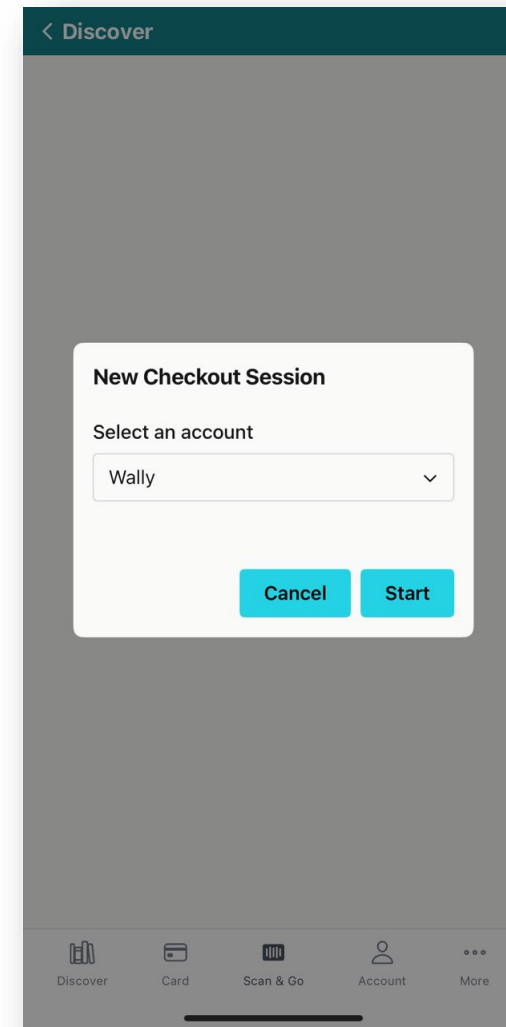 Discover
New Checkout Session
Select an account
Wally
Cancel Start
Discover Card Scan & Go Account More